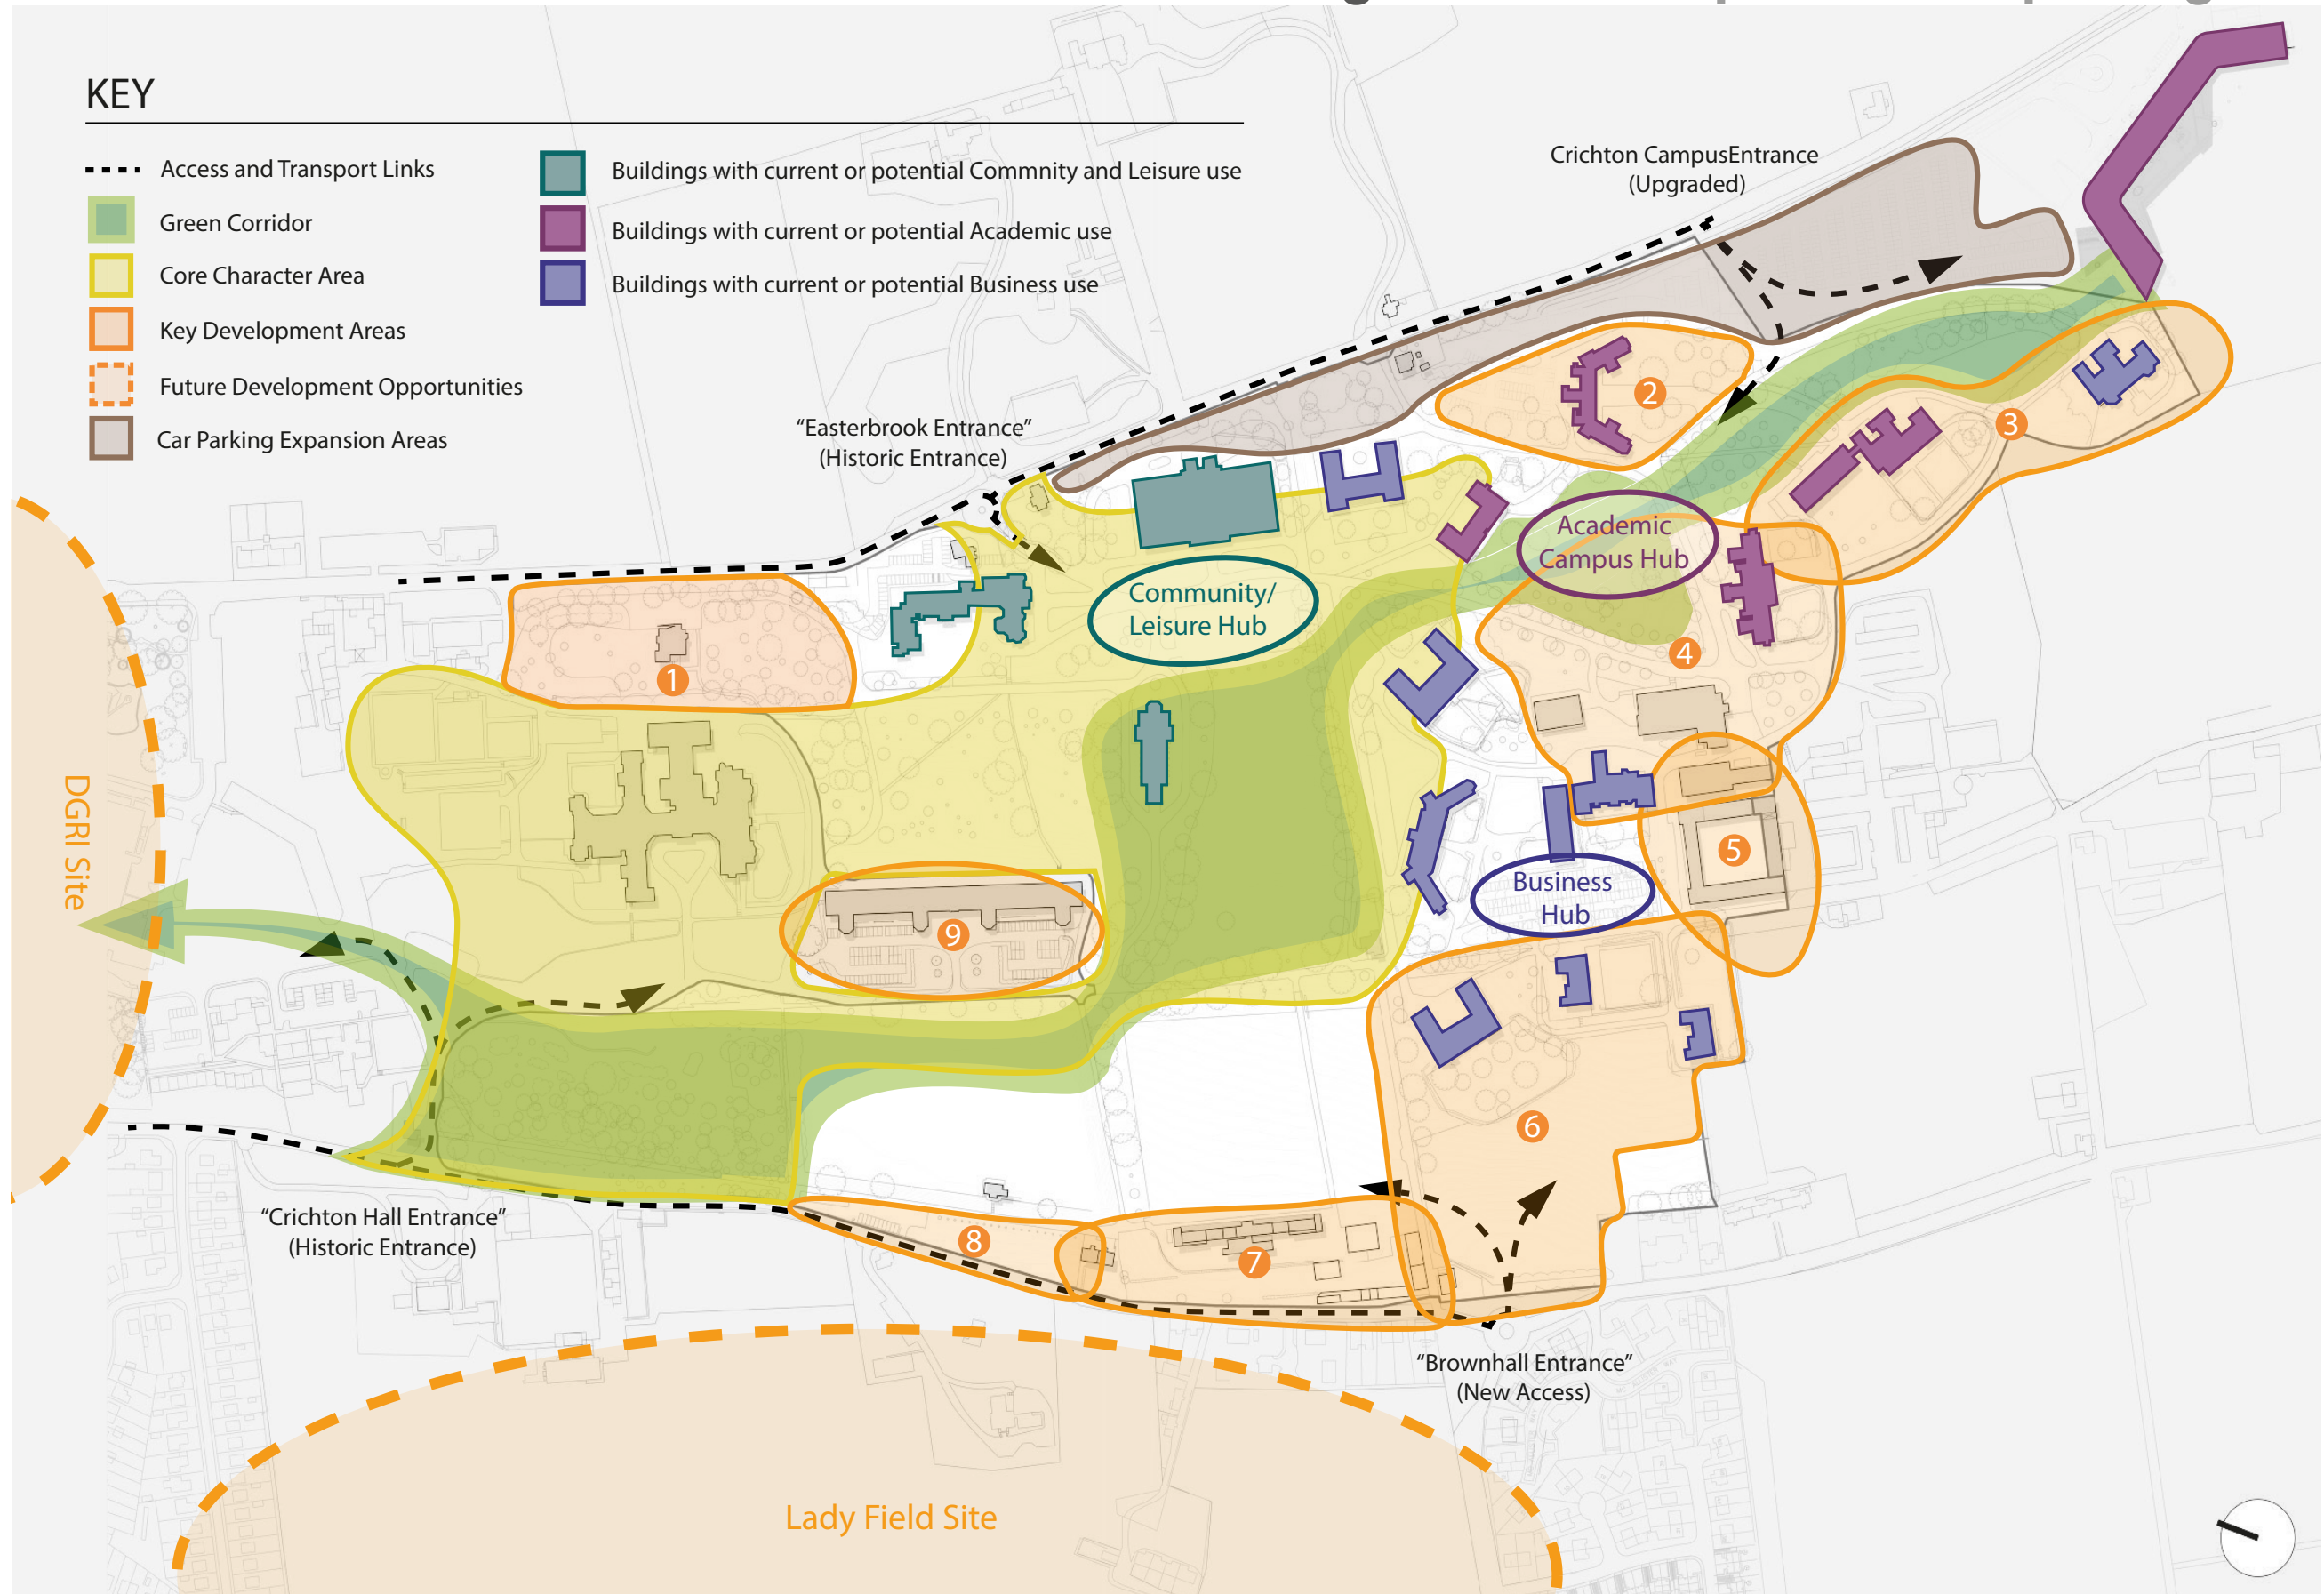 KEY
Access and Transport Links
Green Corridor
Core Character Area
Key Development Areas
Future Development Opportunities
Car Parking Expansion Areas
Buildings with current or potential Commnity and Leisure use
Buildings with current or potential Academic use
Buildings with current or potential Business use
Crichton CampusEntrance
(Upgraded)
“Easterbrook Entrance”
(Historic Entrance)
2
3
Academic
Campus Hub
Community/
Leisure Hub
1
4
DGRI Site
5
Business
Hub
9
6
“Crichton Hall Entrance”
(Historic Entrance)
8
7
“Brownhall Entrance”
(New Access)
Lady Field Site